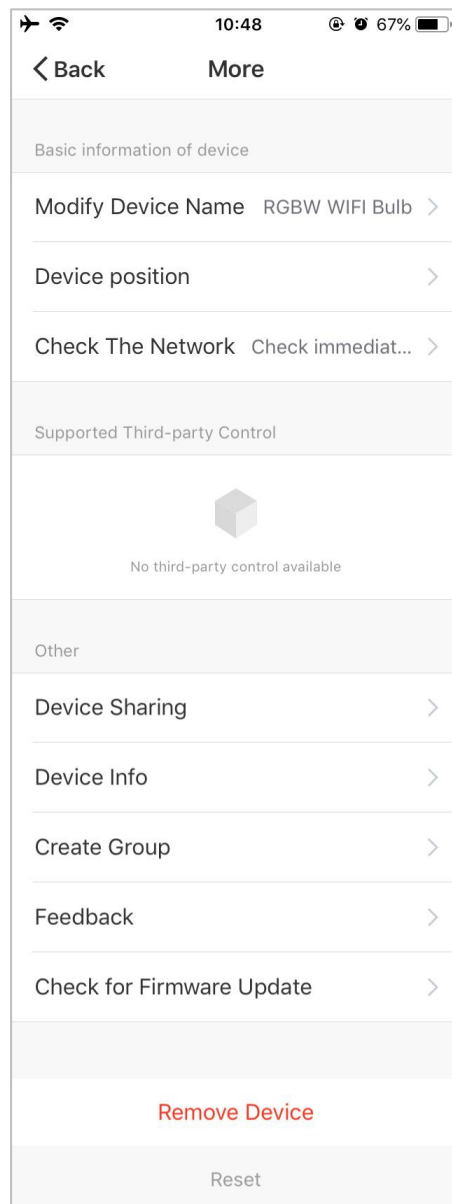 10:48 67%
Back More
Basic information of device
Modify Device Name RGBW WIFI Bulb
Device position
Check The Network Check immediat...
Supported Third-party Control
No third-party control available
Other
Device Sharing
Device Info
Create Group
Feedback
Check for Firmware Update
Remove Device
Reset